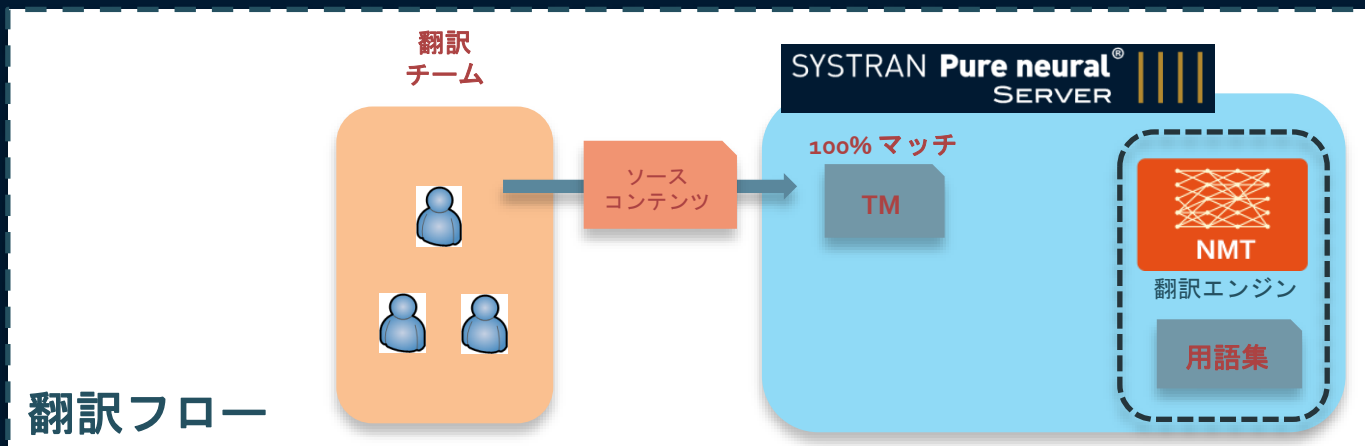 翻訳
チーム
SYSTRAN Pure neural®
SERVER
100% マッチ
ソース
コンテンツ
TM
NMT
翻訳エンジン
用語集
翻訳フロー